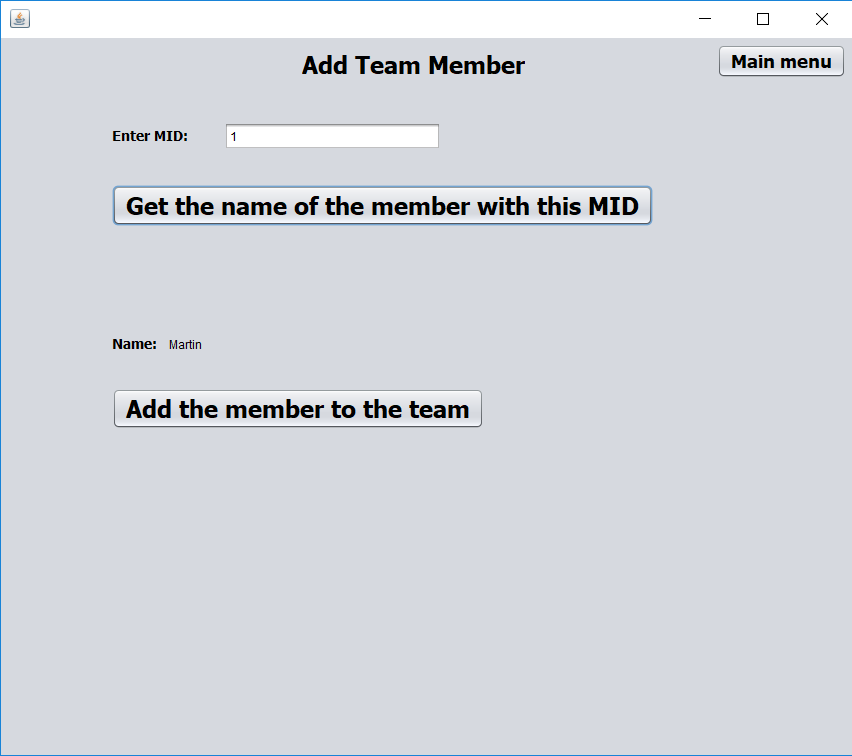 Add Team Member
Main menu
Enter MID: 1
Get the name of the member with this MID
Name: Martin
Add the member to the team